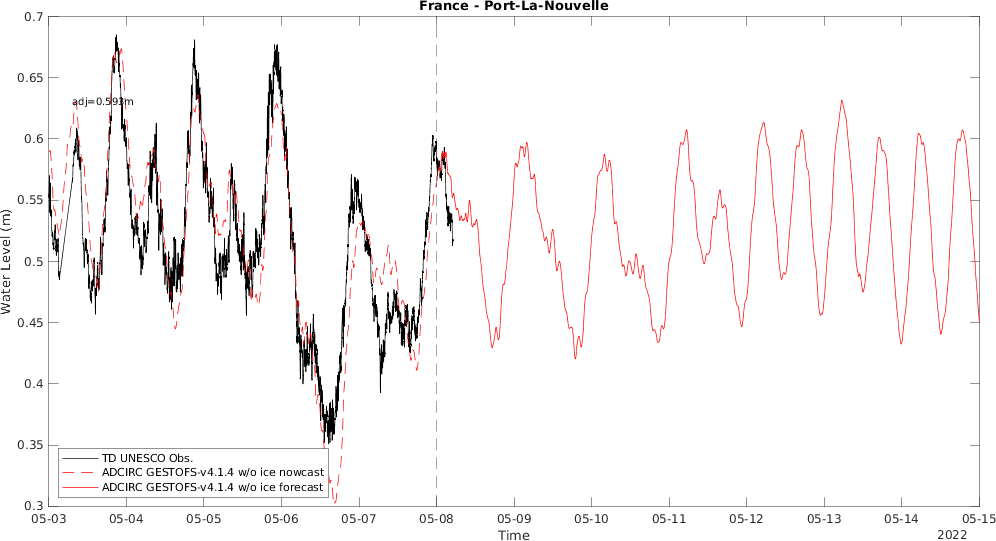 France - Port-La-Nouvelle
0.7
0.65
0.6
0.55
0.5
0.45
0.4
0.35
0.3
Water Level (m)
adj=0.593m
TD UNESCO Obs.
ADCIRC GESTOFS-v4.1.4 w/o ice nowcast
ADCIRC GESTOFS-v4.1.4 w/o ice forecast
05-03 05-04 05-05 05-06 05-07 05-08 05-09 05-10 05-11 05-12 05-13 05-14 05-15
Time
2022